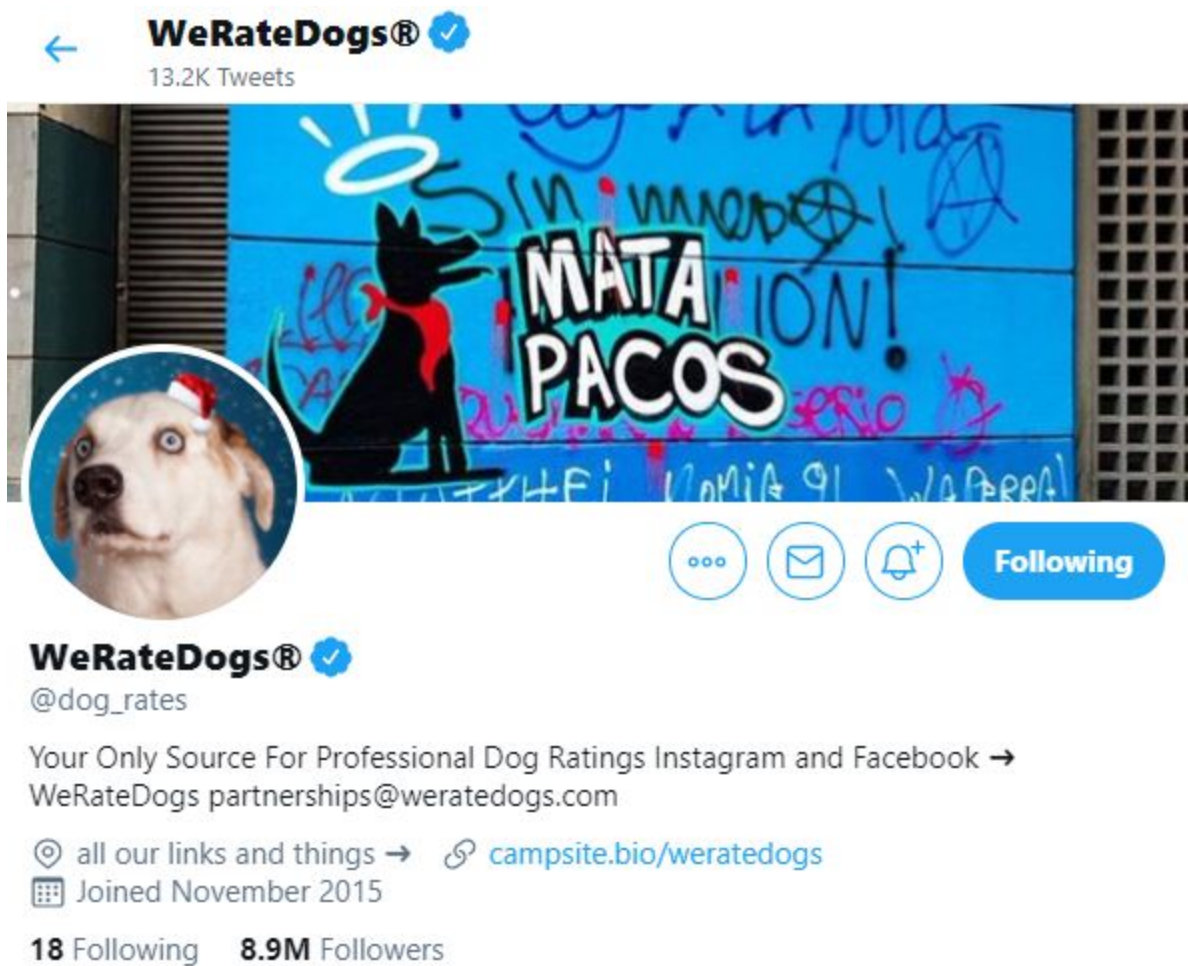 WeRateDogs®
13.2K Tweets
Sin miedo!
MATA
PACOS
ION!
WeRateDogs®
@dog_rates
Following
Your Only Source For Professional Dog Ratings Instagram and Facebook →
WeRateDogs partnerships@weratedogs.com
all our links and things → campsite.bio/weratedogs
Joined November 2015
18 Following 8.9M Followers